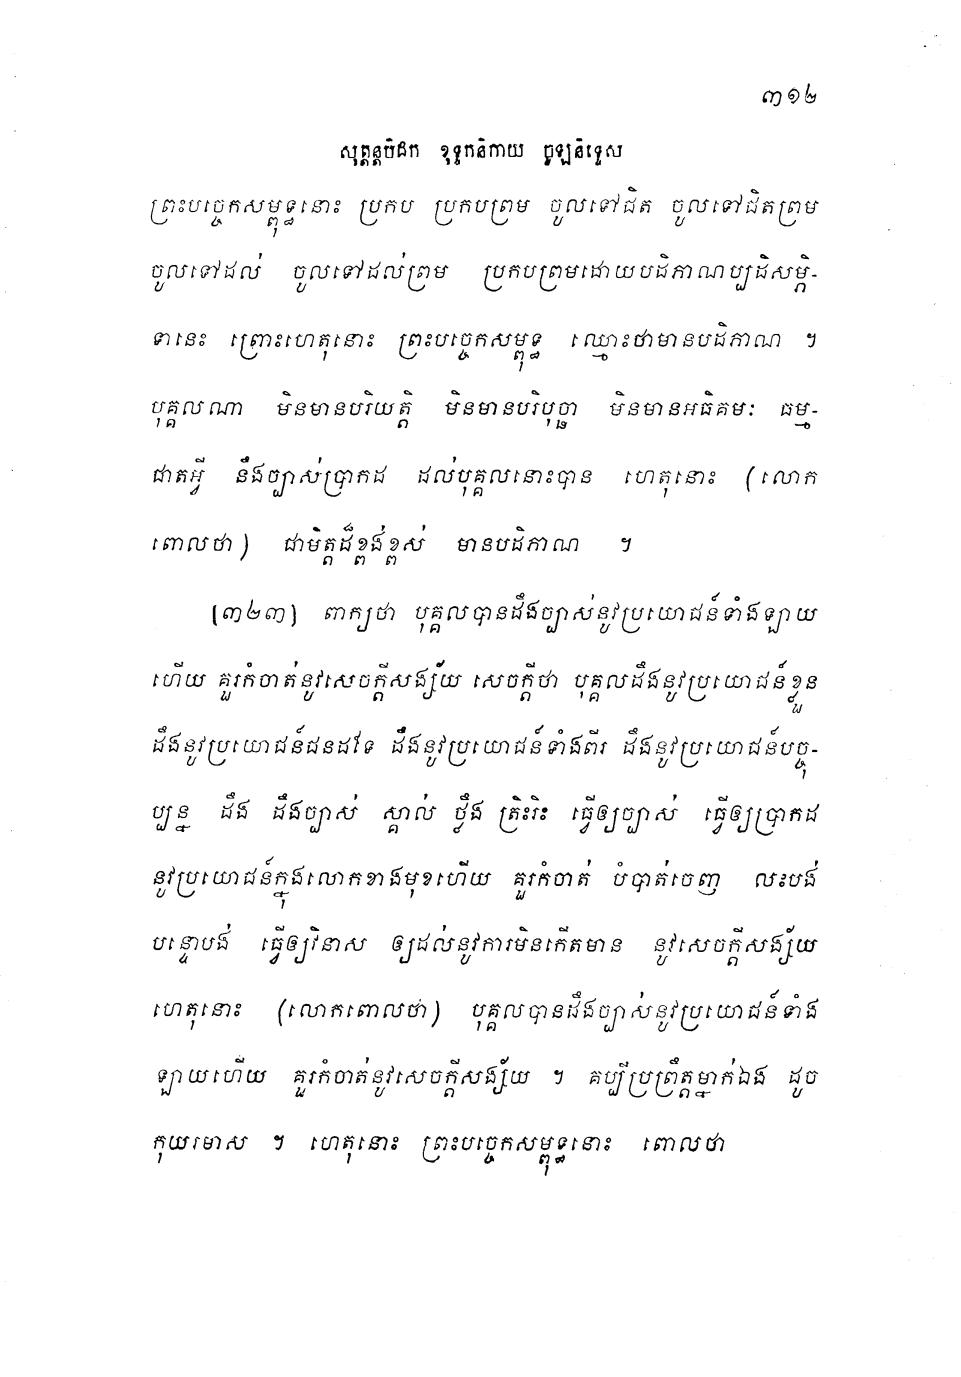 ៣១២
សុត្តន្តបិដក ខុទ្ទកនិកាយ ចូឡនិទ្ទេស
ព្រះបច្ចេកសម្ពុទ្ធនោះ ប្រកប ប្រកបព្រម ចូលទៅជិត ចូលទៅជិតព្រម
ចូលទៅដល់ ចូលទៅដល់ព្រម ប្រកបព្រមដោយបដិភាណប្បដិសម្ភិ-
ទានេះ ព្រោះហេតុនោះ ព្រះបច្ចេកសម្ពុទ្ធ ឈ្មោះថាមានបដិភាណ ។
បុគ្គលណា មិនមានបរិយត្តិ មិនមានបរិបុច្ឆា មិនមានអធិគមៈ ធម្ម-
ជាតអ្វី នឹងច្បាស់ប្រាកដ ដល់បុគ្គលនោះបាន ហេតុនោះ (លោក
ពោលថា) ជាមិត្តដ៏ខ្ពង់ខ្ពស់ មានបដិភាណ ។
[៣២៣] ពាក្យថា បុគ្គលបានដឹងច្បាស់នូវប្រយោជន៍ទាំងឡាយ
ហើយ គួរកំចាត់នូវសេចក្តីសង្ស័យ សេចក្តីថា បុគ្គលដឹងនូវប្រយោជន៍ខ្លួន
ដឹងនូវប្រយោជន៍ជនដទៃ ដឹងនូវប្រយោជន៍ទាំងពីរ ដឹងនូវប្រយោជន៍បច្ចុ-
ប្បន្ន ដឹង ដឹងច្បាស់ ស្គាល់ ថ្លឹង ត្រិះរិះ ធ្វើឲ្យច្បាស់ ធ្វើឲ្យប្រាកដ
នូវប្រយោជន៍ក្នុងលោកខាងមុខហើយ គួរកំចាត់ បំបាត់ចេញ លះបង់
បន្ទោបង់ ធ្វើឲ្យវិនាស ឲ្យដល់នូវការមិនកើតមាន នូវសេចក្តីសង្ស័យ
ហេតុនោះ (លោកពោលថា) បុគ្គលបានដឹងច្បាស់នូវប្រយោជន៍ទាំង
ឡាយហើយ គួរកំចាត់នូវសេចក្តីសង្ស័យ ។ គប្បីប្រព្រឹត្តម្នាក់ឯង ដូច
កុយរមាស ។ ហេតុនោះ ព្រះបច្ចេកសម្ពុទ្ធនោះ ពោលថា